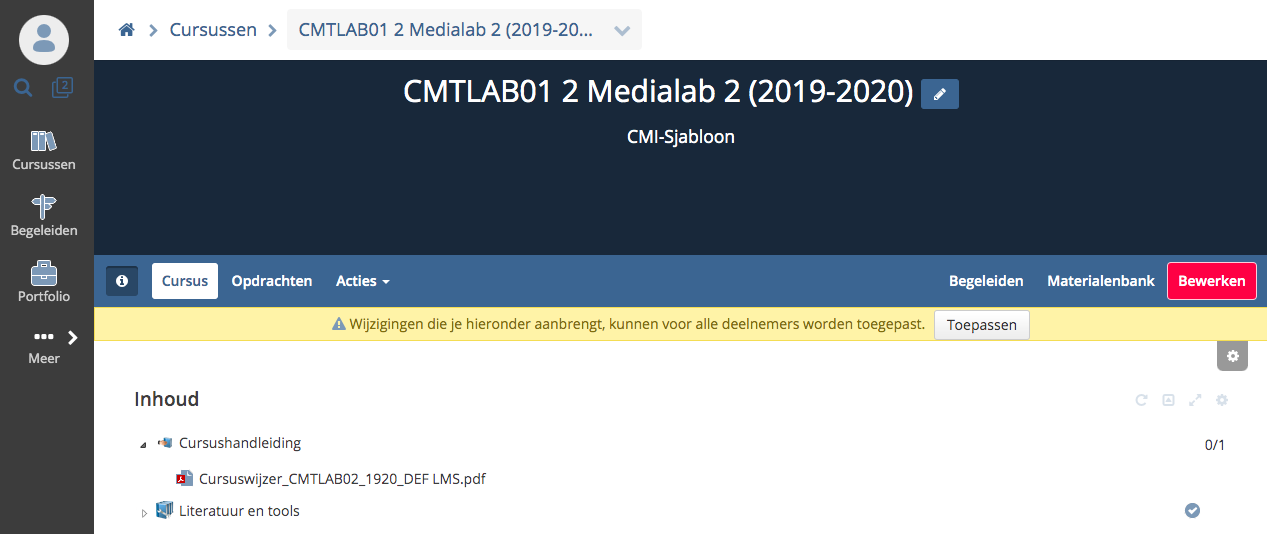 Cursussen
CMTLAB01 2 Medialab 2 (2019-20...
2
Cursussen
Begeleiden
Portfolio
Meer
CMTLAB01 2 Medialab 2 (2019-2020)
CMI-Sjabloon
Cursus Opdrachten Acties Begeleiden Materialenbank Bewerken
Wijzigingen die je hieronder aanbrengt, kunnen voor alle deelnemers worden toegepast. Toepassen
Inhoud
Cursushandleiding 0/1
Cursuswijzer_CMTLAB02_1920_DEF LMS.pdf
Literatuur en tools